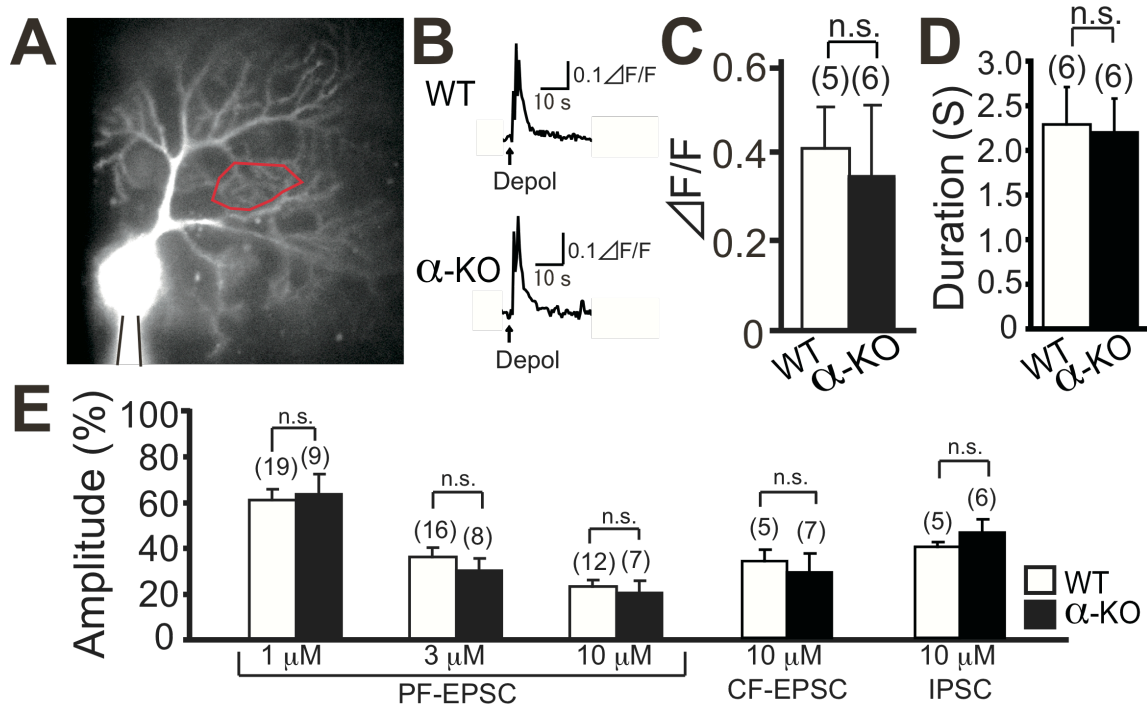 A
B
WT
0.1⊿F/F
10 s
Depol
α-KO
0.1⊿F/F
10 s
Depol
C
n.s.
(5) (6)
⊿F/F
0.6
0.4
0.2
0
WT
α-KO
D
n.s.
(6) (6)
Duration (S)
3.0
2.5
2.0
1.5
1.0
0.5
0
WT
α-KO
E
Amplitude (%)
100
80
60
40
20
0
n.s.
(19) (9)
n.s.
(16) (8)
n.s.
(12) (7)
n.s.
(5) (7)
n.s.
(5) (6)
WT
α-KO
1 μM 3 μM 10 μM 10 μM 10 μM
PF-EPSC CF-EPSC IPSC